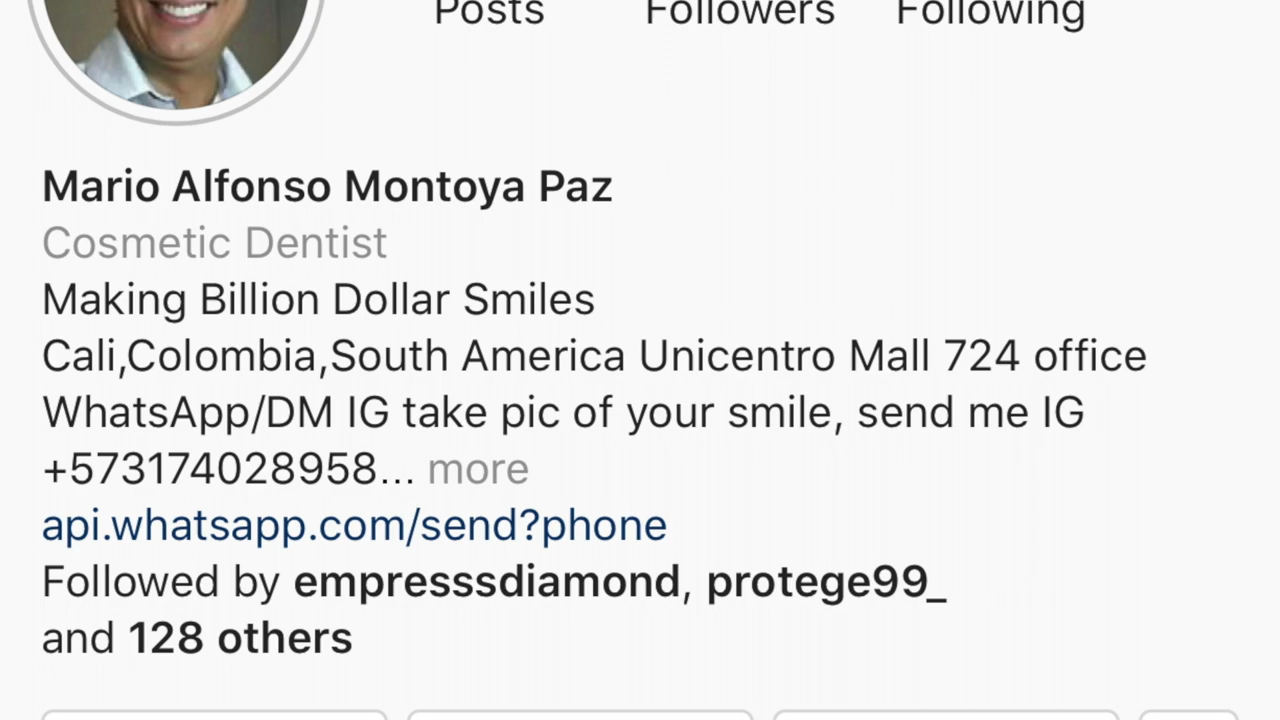 Posts Followers Following
Mario Alfonso Montoya Paz
Cosmetic Dentist
Making Billion Dollar Smiles
Cali,Colombia,South America Unicentro Mall 724 office
WhatsApp/DM IG take pic of your smile, send me IG
+573174028958... more
api.whatsapp.com/send?phone
Followed by empresssdiamond, protege99_
and 128 others